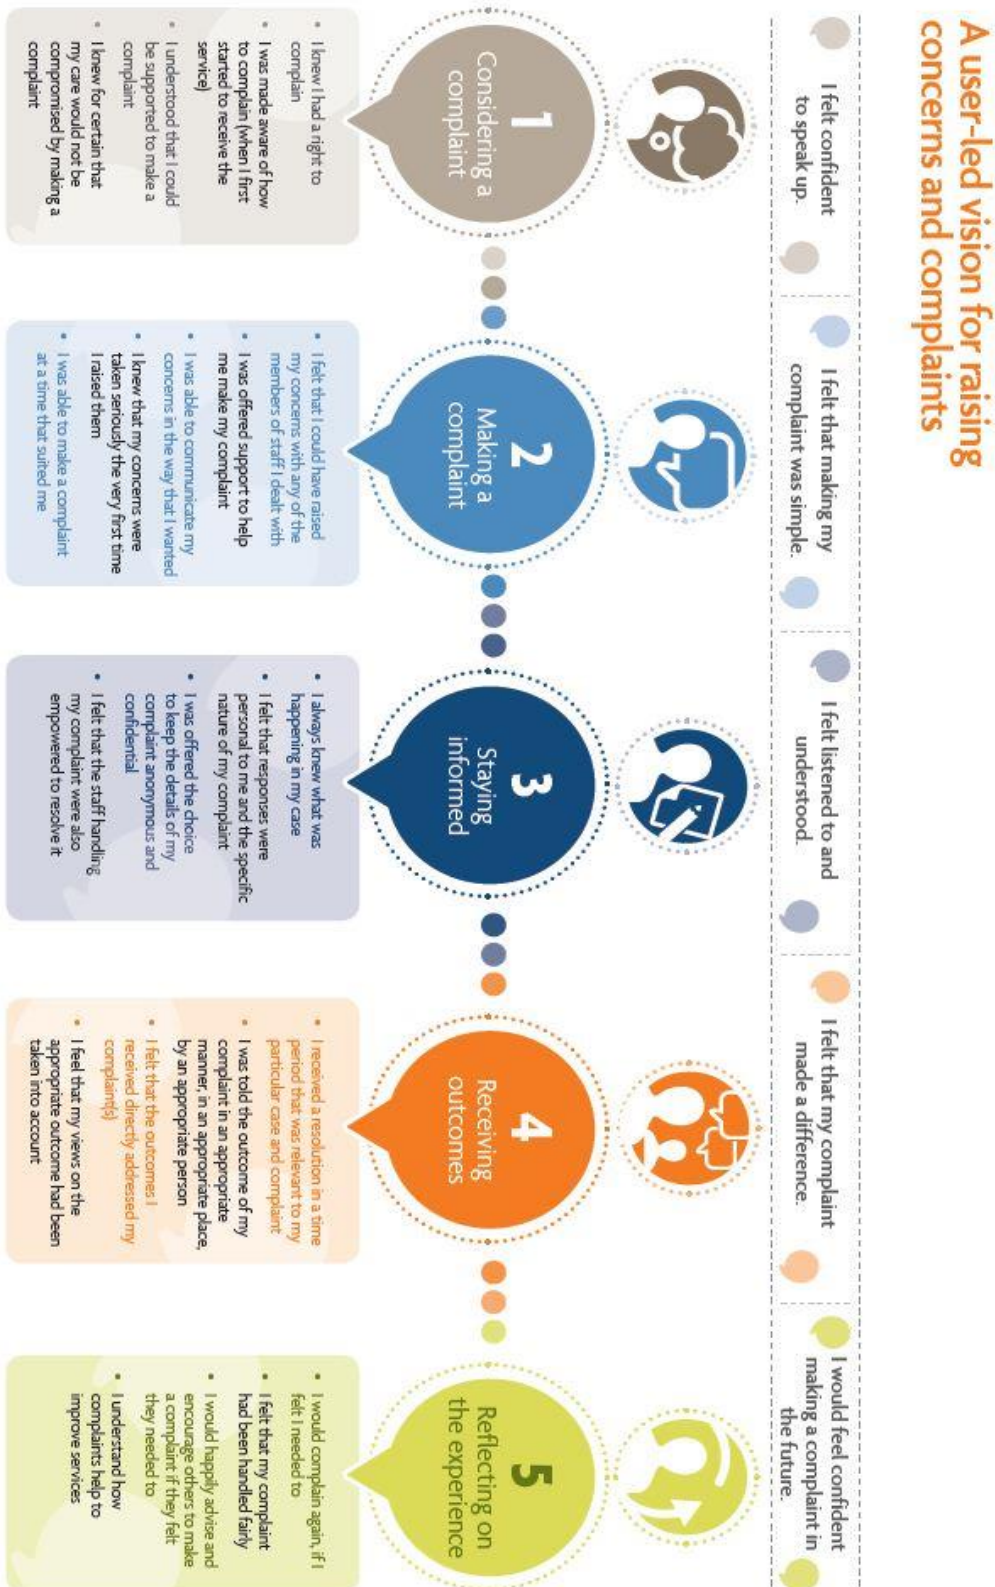 A user-led vision for raising
concerns and complaints
I felt confident
to speak up.
I felt that making my
complaint was simple.
I felt listened to and
understood.
I felt that my complaint
made a difference.
I would feel confident
making a complaint in
the future.
1
Considering a
complaint
• I knew I had a right to
complain
• I was made aware of how
to complain (when I first
started to receive the
service)
• I understood that I could
be supported to make a
complaint
• I knew for certain that
my care would not be
compromised by making a
complaint
2
Making a
complaint
• I felt that I could have raised
my concerns with any of the
members of staff I dealt with
• I was offered support to help
me make my complaint
• I was able to communicate my
concerns in the way that I wanted
• I knew that my concerns were
taken seriously the very first time
I raised them
• I was able to make a complaint
at a time that suited me
3
Staying
informed
• I always knew what was
happening in my case
• I felt that responses were
personal to me and the specific
nature of my complaint
• I was offered the choice
to keep the details of my
complaint anonymous and
confidential
• I felt that the staff handling
my complaint were also
empowered to resolve it
4
Receiving
outcomes
• I received a resolution in a time
period that was relevant to my
particular case and complaint
• I was told the outcome of my
complaint in an appropriate
manner, in an appropriate place,
by an appropriate person
• I felt that the outcomes I
received directly addressed my
complaint(s)
• I feel that my views on the
appropriate outcome had been
taken into account
5
Reflecting on
the experience
• I would complain again, if I
felt I needed to
• I felt that my complaint
had been handled fairly
• I would happily advise and
encourage others to make
a complaint if they felt
they needed to
• I understand how
complaints help to
improve services